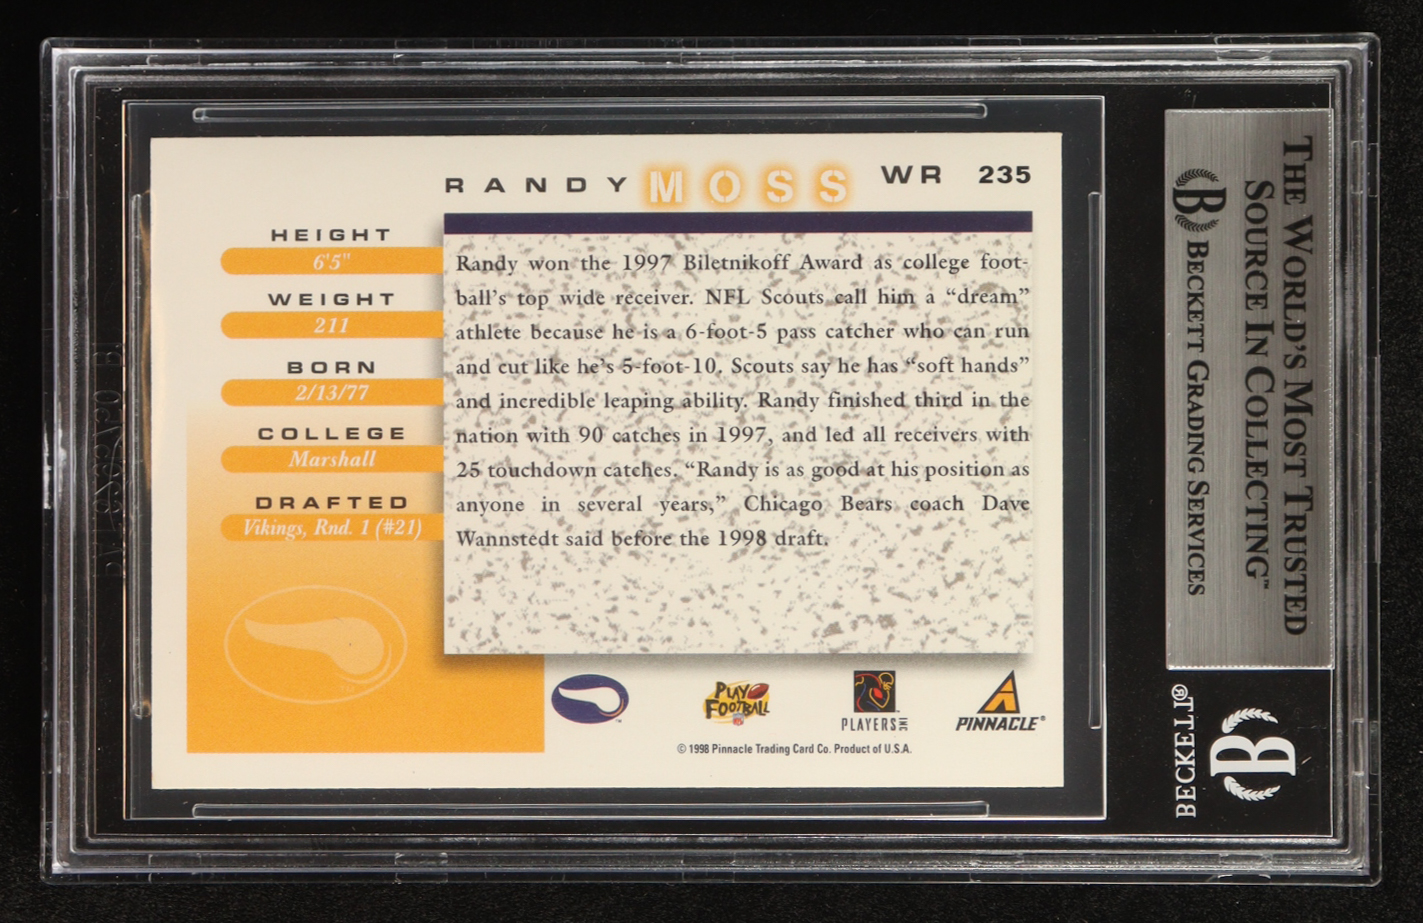 RANDY MOSS WR 235
HEIGHT
6'5"
WEIGHT
211
BORN
2/13/77
COLLEGE
Marshall
DRAFTED
Vikings, Rnd. 1 (#21)
Randy won the 1997 Biletnikoff Award as college foot-
ball's top wide receiver. NFL Scouts call him a “dream”
athlete because he is a 6-foot-5 pass catcher who can run
and cut like he's 5-foot-10. Scouts say he has “soft hands”
and incredible leaping ability. Randy finished third in the
nation with 90 catches in 1997, and led all receivers with
25 touchdown catches. “Randy is as good at his position as
anyone in several years,” Chicago Bears coach Dave
Wannstedt said before the 1998 draft.
PLAY
FOOTBALL
PLAYERS INC
PINNACLE®
© 1998 Pinnacle Trading Card Co. Product of U.S.A.
THE WORLD'S MOST TRUSTED
SOURCE IN COLLECTING™
B BECKETT GRADING SERVICES
BECKETT®
B